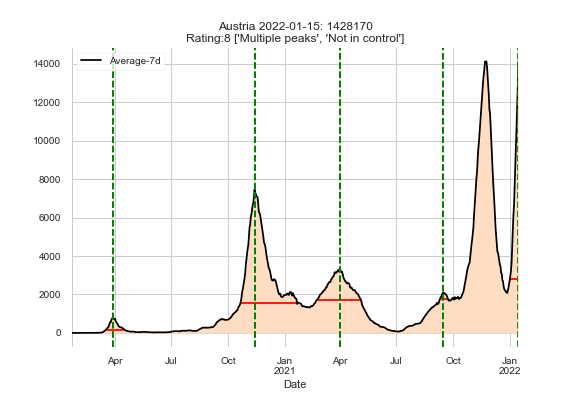 Austria 2022-01-15: 1428170
Rating:8 ['Multiple peaks', 'Not in control']
Average-7d
14000
12000
10000
8000
6000
4000
2000
0
Apr Jul Oct Jan Apr Jul Oct Jan
2021 2022
Date